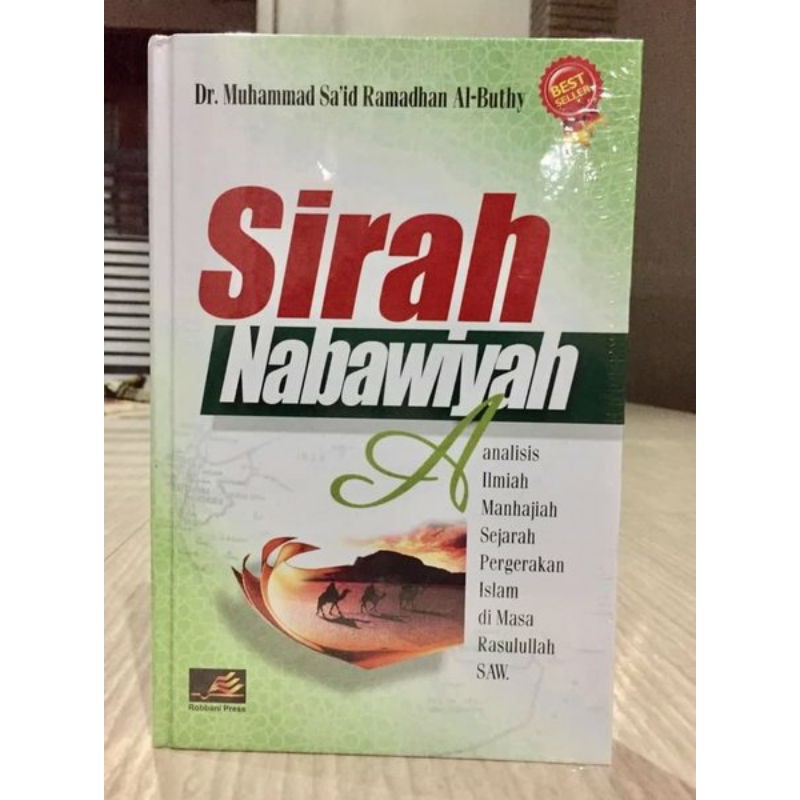 Dr. Muhammad Sa'id Ramadhan Al-Buthy
BEST
SELLER
Sirah
Nabawiyah
A analisis
Ilmiah
Manhajiah
Sejarah
Pergerakan
Islam
di Masa
Rasulullah
SAW.
Robbani Press